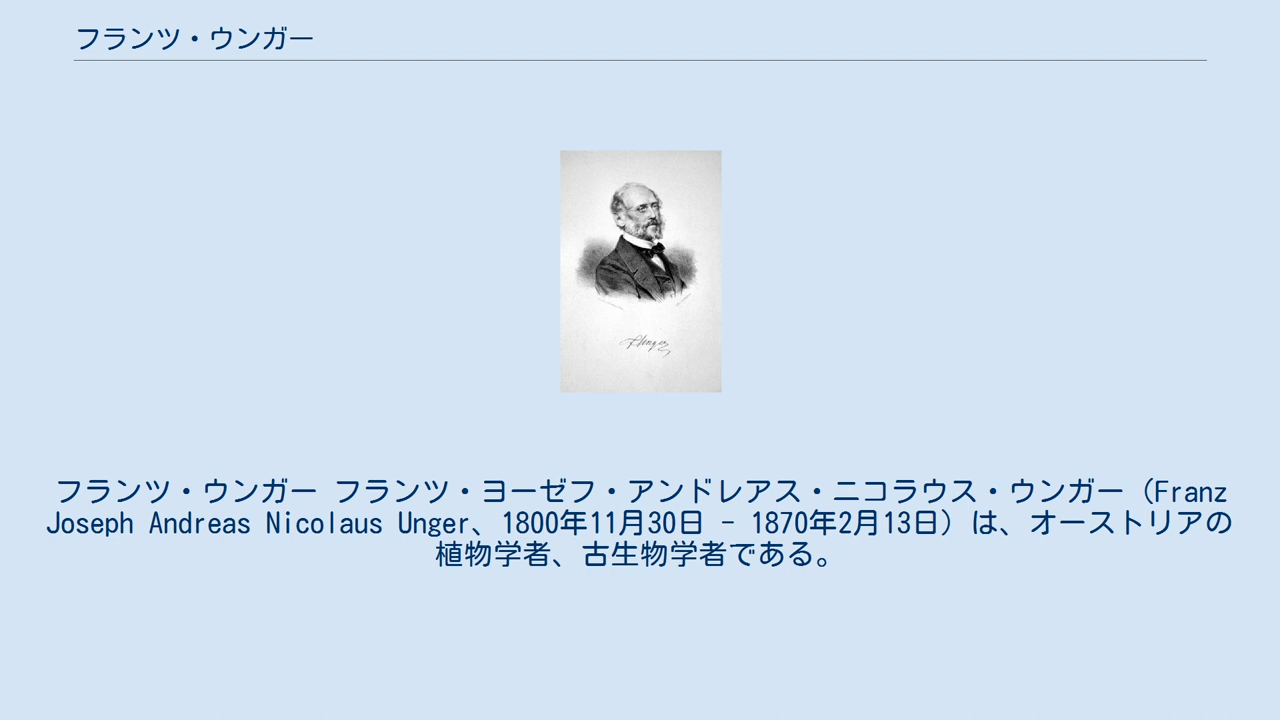 フランツ・ウンガー
フランツ・ウンガー フランツ・ヨーゼフ・アンドレアス・ニコラウス・ウンガー（Franz
Joseph Andreas Nicolaus Unger、1800年11月30日 - 1870年2月13日）は、オーストリアの
植物学者、古生物学者である。